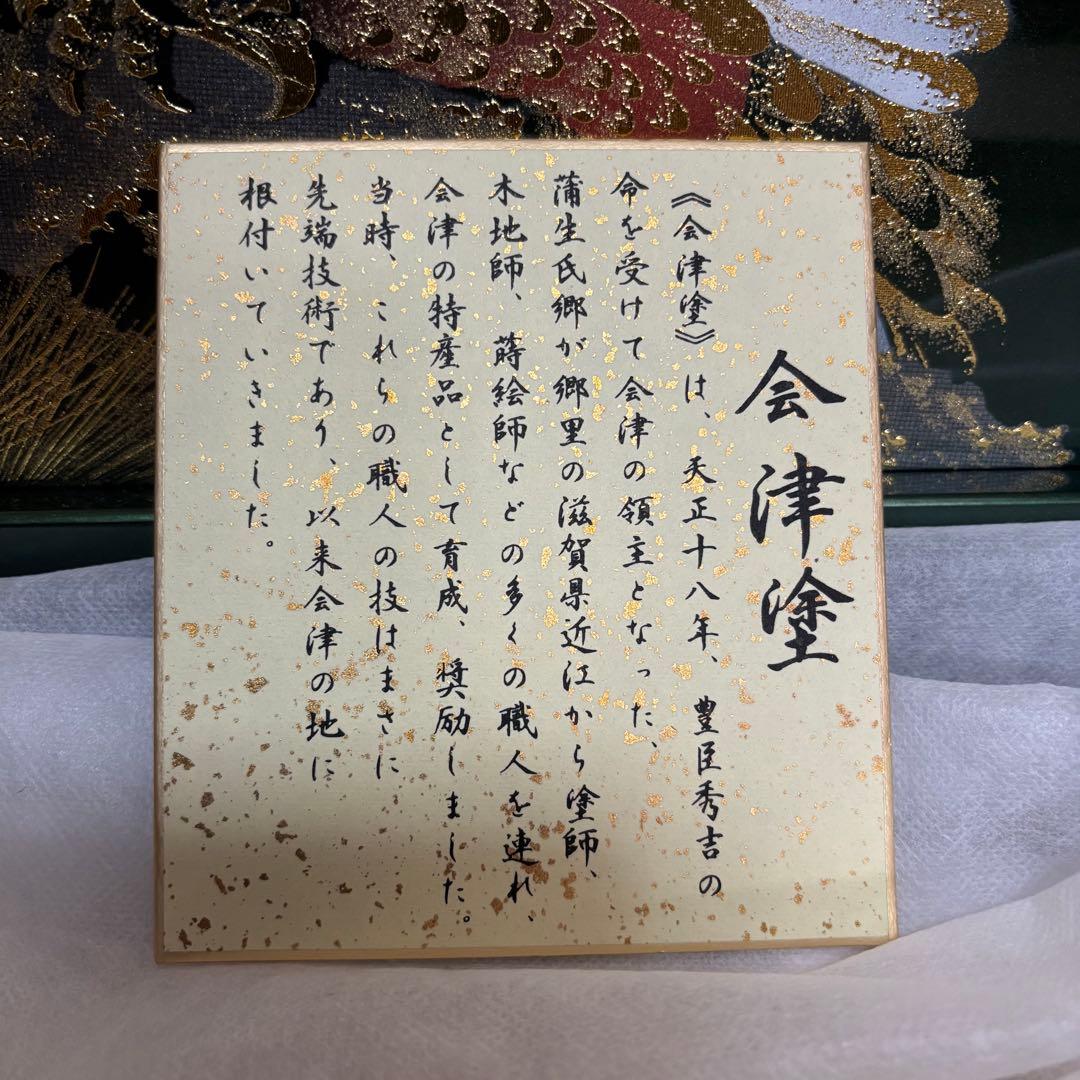 会津塗
《会津塗》は、天正十八年、豊臣秀吉の
命を受けて会津の領主となった、
蒲生氏郷が郷里の滋賀県近江から塗師、
木地師、蒔絵師などの多くの職人を連れ、
会津の特産品として育成、奨励しました。
当時、これらの職人の技はまさに
先端技術であり、以来会津の地に
根付いていきました。